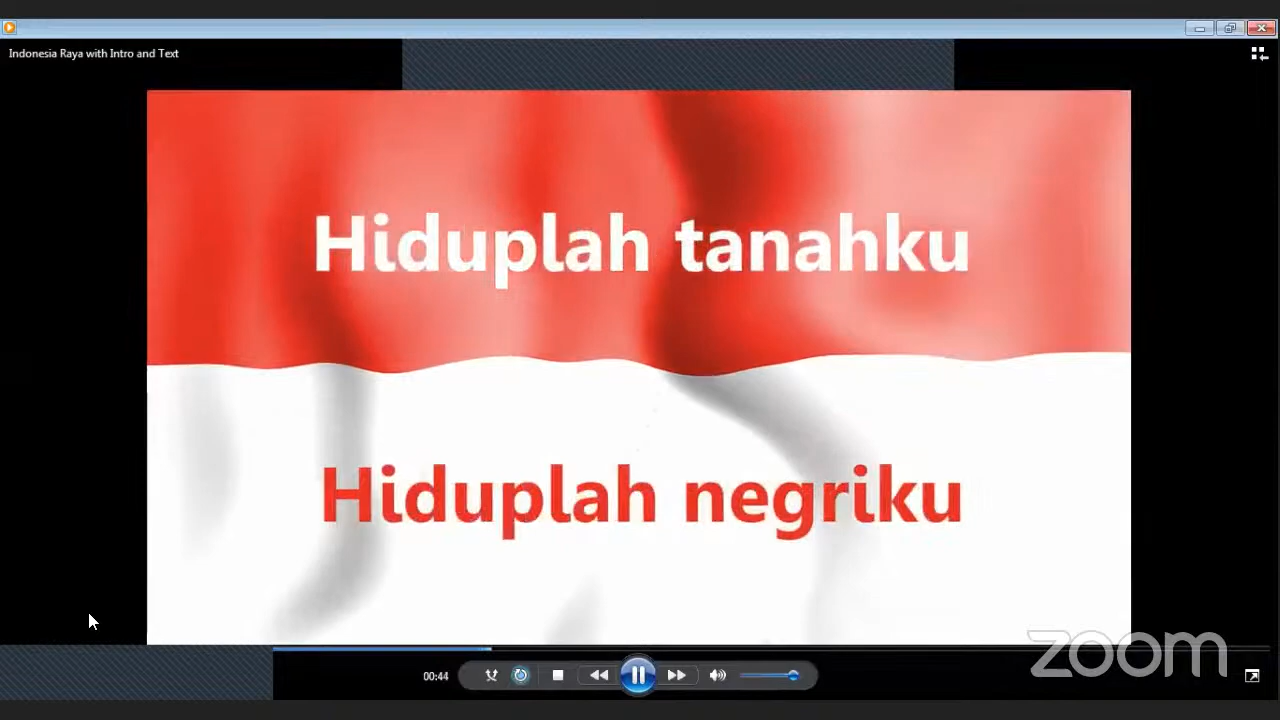 Indonesia Raya with Intro and Text
Hiduplah tanahku
Hiduplah negriku
00:44
zoom